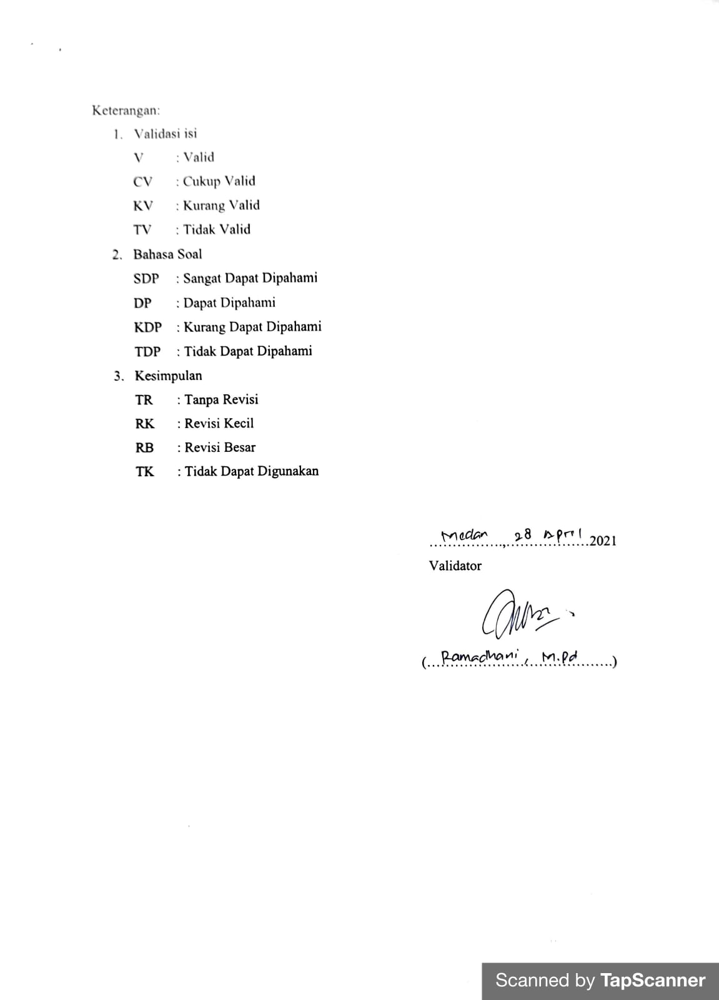 Keterangan:
1. Validasi isi
V : Valid
CV : Cukup Valid
KV : Kurang Valid
TV : Tidak Valid
2. Bahasa Soal
SDP : Sangat Dapat Dipahami
DP : Dapat Dipahami
KDP : Kurang Dapat Dipahami
TDP : Tidak Dapat Dipahami
3. Kesimpulan
TR : Tanpa Revisi
RK : Revisi Kecil
RB : Revisi Besar
TK : Tidak Dapat Digunakan
Medan, 28 April 2021
Validator
(Ramadhani, M.Pd)
Scanned by TapScanner